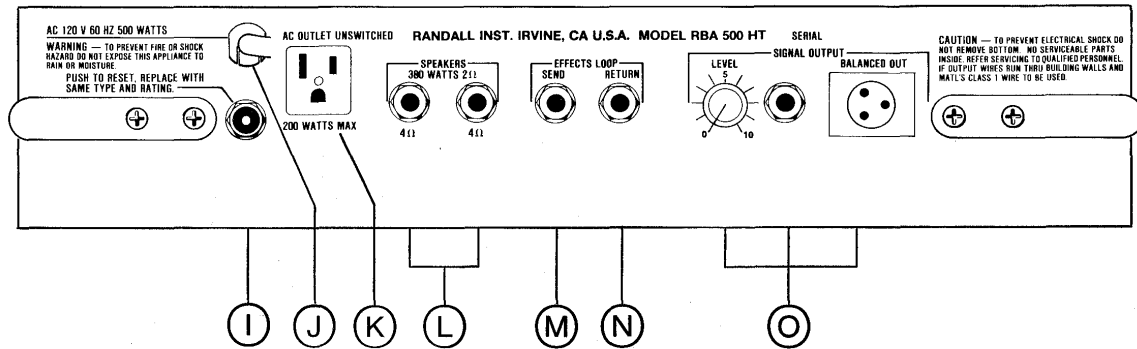 AC 120 V 60 HZ 500 WATTS
WARNING — TO PREVENT FIRE OR SHOCK
HAZARD DO NOT EXPOSE THIS APPLIANCE TO
RAIN OR MOISTURE.
PUSH TO RESET, REPLACE WITH
SAME TYPE AND RATING.
AC OUTLET UNSWITCHED
200 WATTS MAX
RANDALL INST. IRVINE, CA U.S.A. MODEL RBA 500 HT
SERIAL
SPEAKERS
380 WATTS 2Ω
4Ω
4Ω
EFFECTS LOOP
SEND
RETURN
SIGNAL OUTPUT
LEVEL
5
0
10
BALANCED OUT
CAUTION — TO PREVENT ELECTRICAL SHOCK DO
NOT REMOVE BOTTOM. NO SERVICEABLE PARTS
INSIDE. REFER SERVICING TO QUALIFIED PERSONNEL.
IF OUTPUT WIRES RUN THRU BUILDING WALLS AND
MATL'S CLASS 1 WIRE TO BE USED.
I
J
K
L
M
N
O